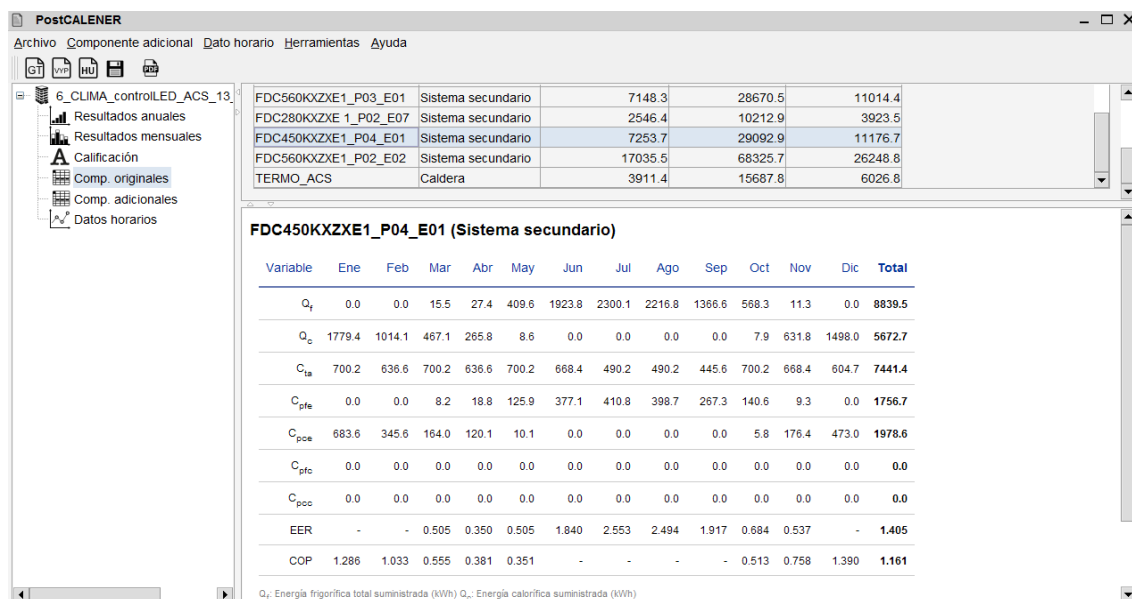 PostCALENER
Archivo Componente adicional Dato horario Herramientas Ayuda
GT VYP HU PDF
6_CLIMA_controlLED_ACS_13_
Resultados anuales
Resultados mensuales
Calificación
Comp. originales
Comp. adicionales
Datos horarios
FDC560KXZXE1_P03_E01 Sistema secundario 7148.3 28670.5 11014.4
FDC280KXZXE 1_P02_E07 Sistema secundario 2546.4 10212.9 3923.5
FDC450KXZXE1_P04_E01 Sistema secundario 7253.7 29092.9 11176.7
FDC560KXZXE1_P02_E02 Sistema secundario 17035.5 68325.7 26248.8
TERMO_ACS Caldera 3911.4 15687.8 6026.8
FDC450KXZXE1_P04_E01 (Sistema secundario)
Variable Ene Feb Mar Abr May Jun Jul Ago Sep Oct Nov Dic Total
Qf 0.0 0.0 15.5 27.4 409.6 1923.8 2300.1 2216.8 1366.6 568.3 11.3 0.0 8839.5
Qc 1779.4 1014.1 467.1 265.8 8.6 0.0 0.0 0.0 0.0 7.9 631.8 1498.0 5672.7
Cta 700.2 636.6 700.2 636.6 700.2 668.4 490.2 490.2 445.6 700.2 668.4 604.7 7441.4
Cpfe 0.0 0.0 8.2 18.8 125.9 377.1 410.8 398.7 267.3 140.6 9.3 0.0 1756.7
Cpce 683.6 345.6 164.0 120.1 10.1 0.0 0.0 0.0 0.0 5.8 176.4 473.0 1978.6
Cpfc 0.0 0.0 0.0 0.0 0.0 0.0 0.0 0.0 0.0 0.0 0.0 0.0 0.0
Cpcc 0.0 0.0 0.0 0.0 0.0 0.0 0.0 0.0 0.0 0.0 0.0 0.0 0.0
EER - - 0.505 0.350 0.505 1.840 2.553 2.494 1.917 0.684 0.537 - 1.405
COP 1.286 1.033 0.555 0.381 0.351 - - - - 0.513 0.758 1.390 1.161
Qf: Energía frigorífica total suministrada (kWh) Qc: Energía calorífica suministrada (kWh)